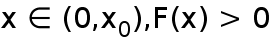 x ∈ (0,x₀),F(x) > 0